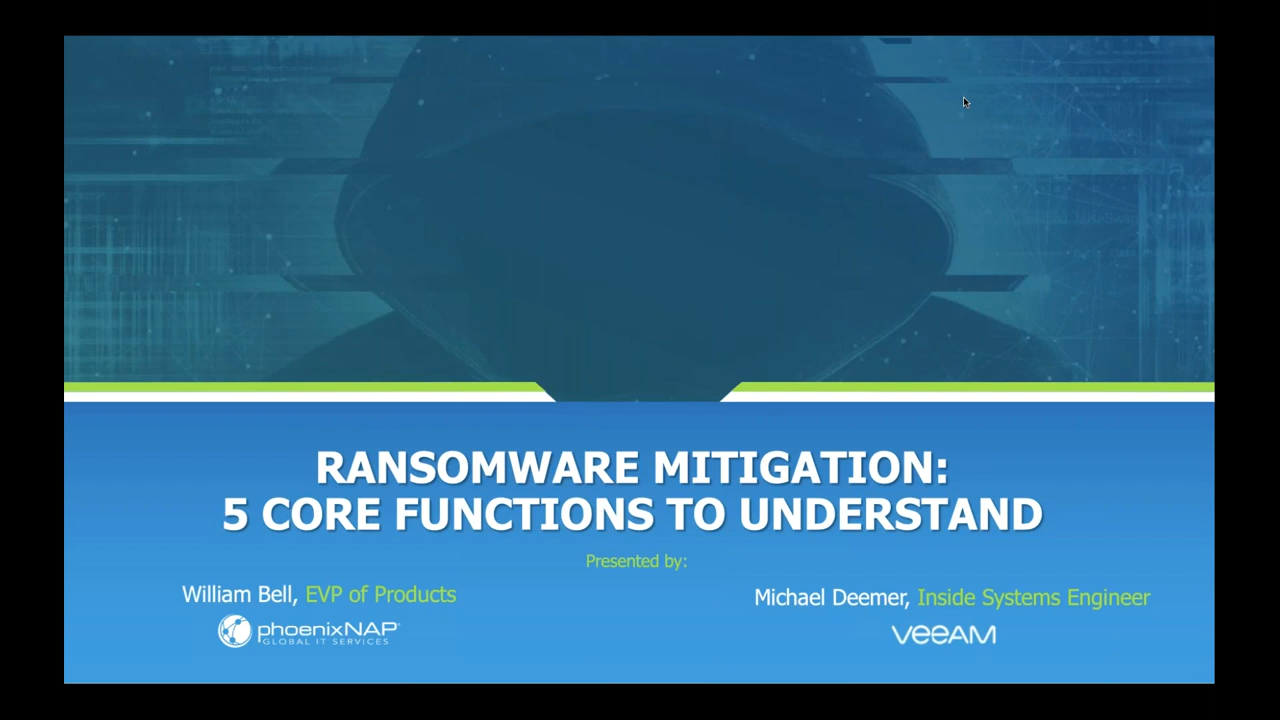 RANSOMWARE MITIGATION:
5 CORE FUNCTIONS TO UNDERSTAND
Presented by:
William Bell, EVP of Products
phoenixNAP
GLOBAL IT SERVICES
Michael Deemer, Inside Systems Engineer
veeAM